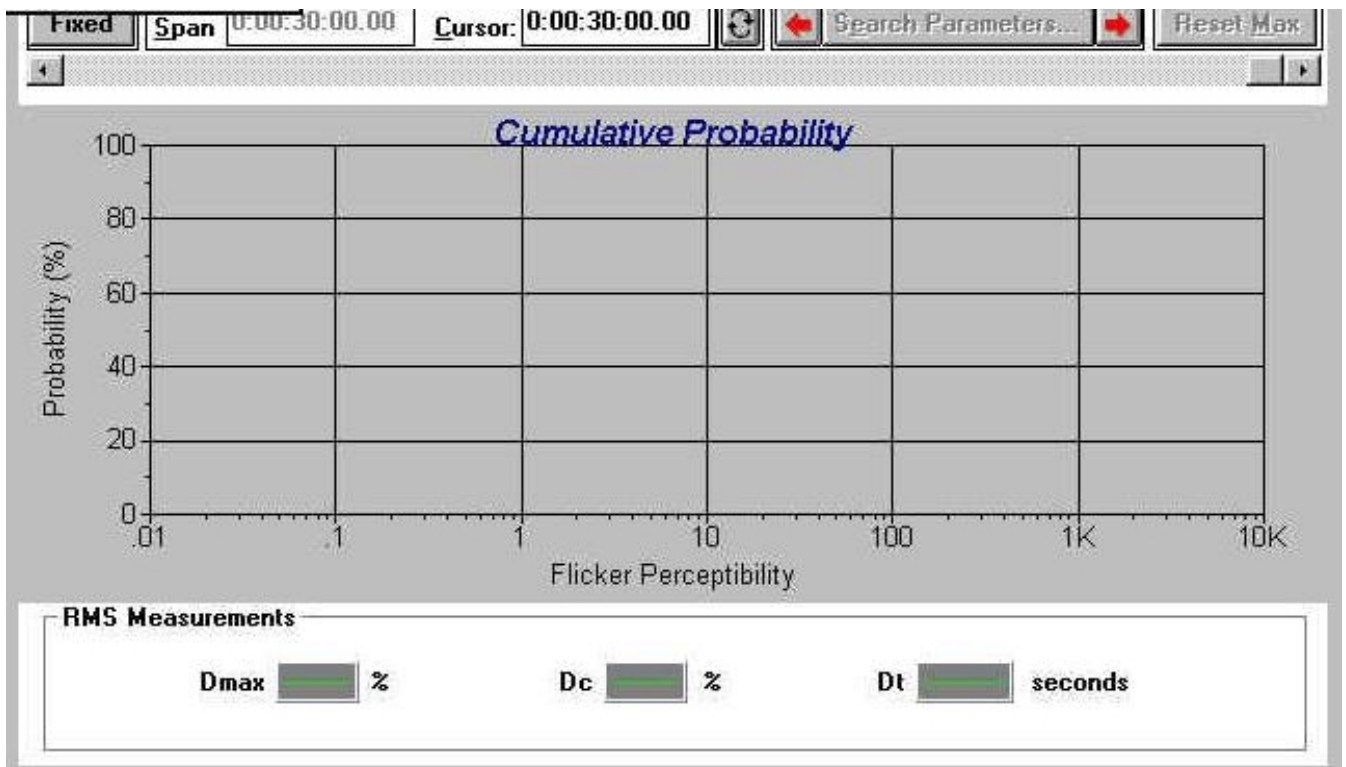 Fixed Span 0:00:30:00.00 Cursor: 0:00:30:00.00 Search Parameters... Reset Max
Cumulative Probability
100
80
60
40
20
0
Probability (%)
.01 .1 1 10 100 1K 10K
Flicker Perceptibility
RMS Measurements
Dmax % Dc % Dt seconds